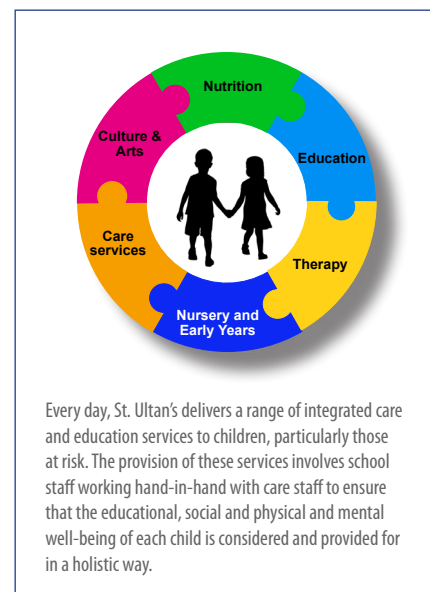 Nutrition
Culture &
Arts
Education
Care
services
Therapy
Nursery and
Early Years
Every day, St. Ultan's delivers a range of integrated care
and education services to children, particularly those
at risk. The provision of these services involves school
staff working hand-in-hand with care staff to ensure
that the educational, social and physical and mental
well-being of each child is considered and provided for
in a holistic way.